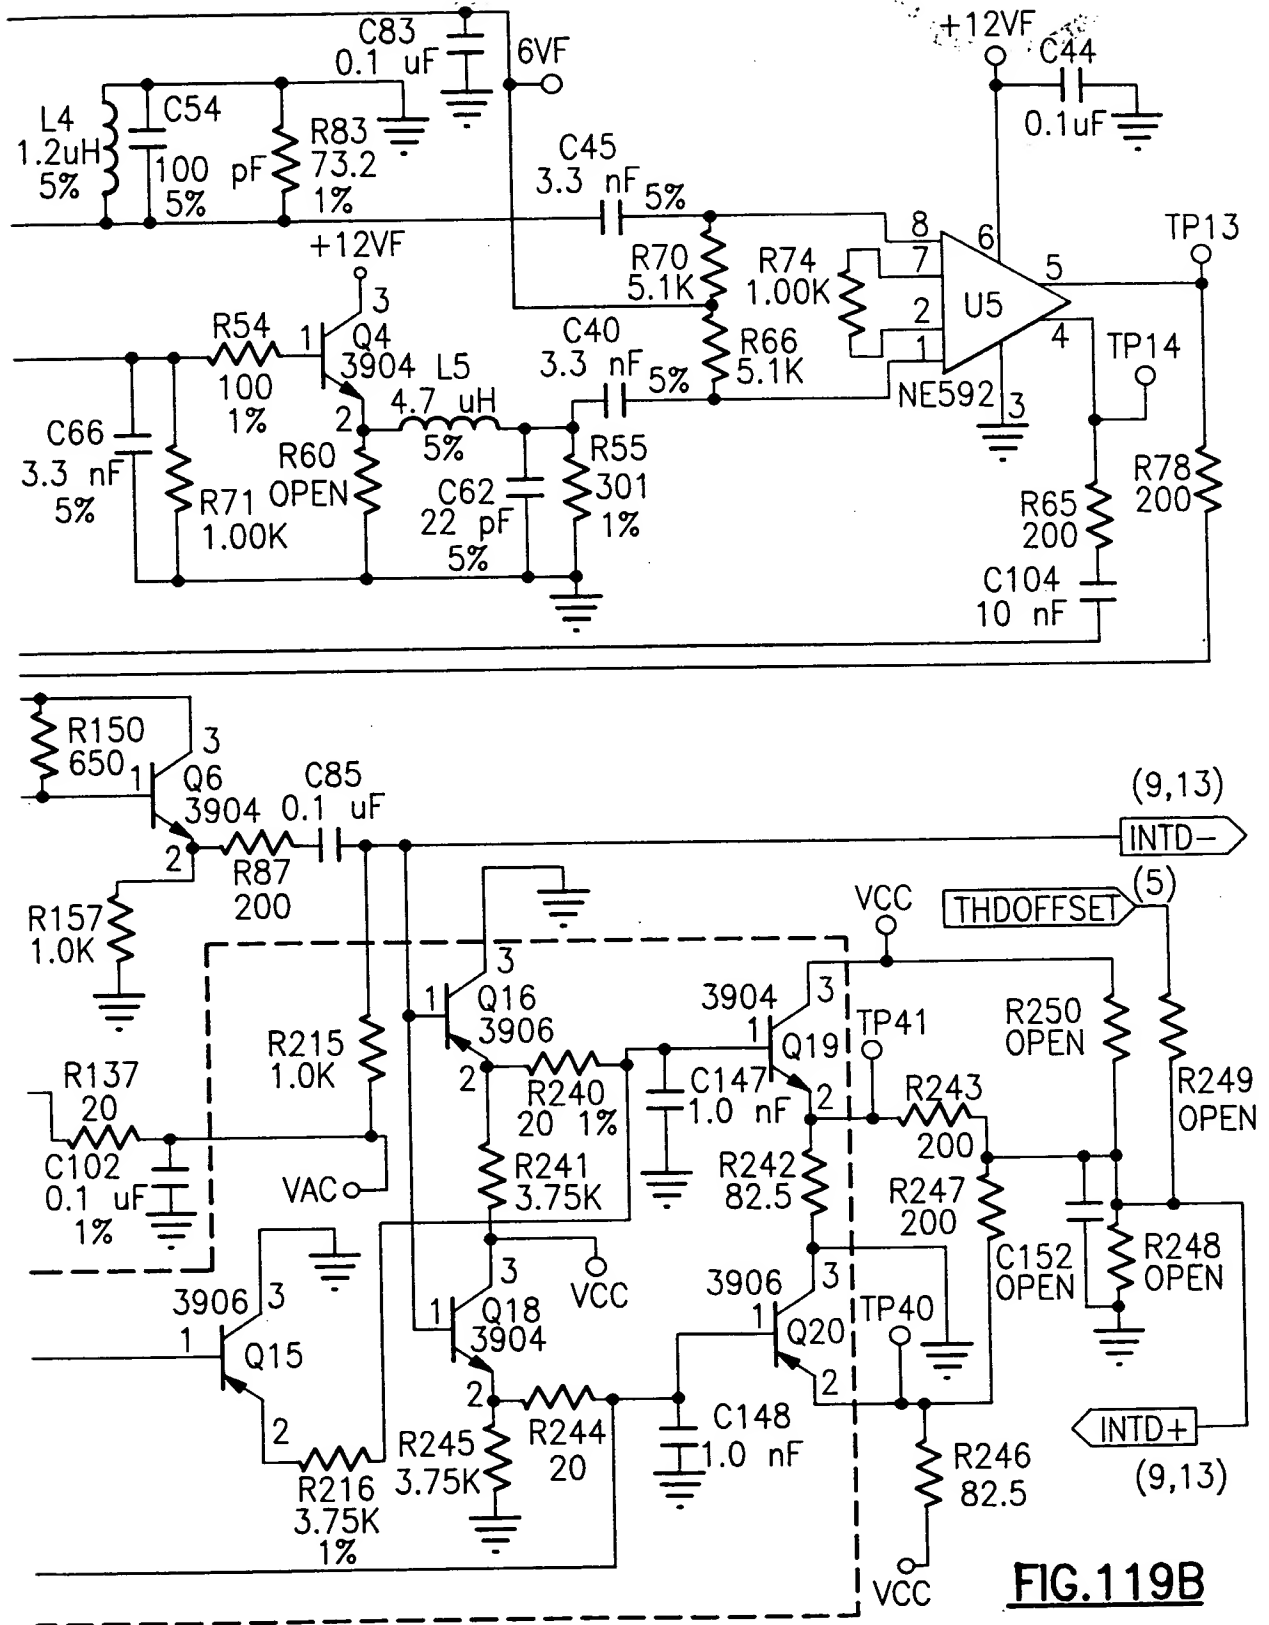 C83
0.1 uF
6VF
+12VF
C44
0.1uF
L4
1.2uH
5%
C54
100 pF
5%
R83
73.2
1%
C45
3.3 nF
5%
+12VF
3
R54
100
1%
1
Q4
3904
2
L5
4.7 uH
5%
R70
5.1K
R74
1.00K
8
7
2
1
6
5
4
3
U5
NE592
TP13
TP14
C40
3.3 nF
5%
R66
5.1K
C66
3.3 nF
5%
R71
1.00K
R60
OPEN
C62
22 pF
5%
R55
301
1%
R65
200
C104
10 nF
R78
200
R150
650
1
3
Q6
3904
2
C85
0.1 uF
R87
200
R157
1.0K
(9,13)
INTD-
(5)
THDOFFSET
VCC
R215
1.0K
1
3
Q16
3906
2
R240
20 1%
3904
1
3
Q19
2
TP41
R250
OPEN
R249
OPEN
R137
20
C102
0.1 uF
1%
VAC
R241
3.75K
C147
1.0 nF
R242
82.5
R243
200
R247
200
C152
OPEN
R248
OPEN
VCC
3906
1
3
Q15
2
R216
3.75K
1%
1
3
Q18
3904
2
R245
3.75K
R244
20
C148
1.0 nF
3906
1
3
Q20
2
TP40
R246
82.5
VCC
INTD+
(9,13)
FIG.119B